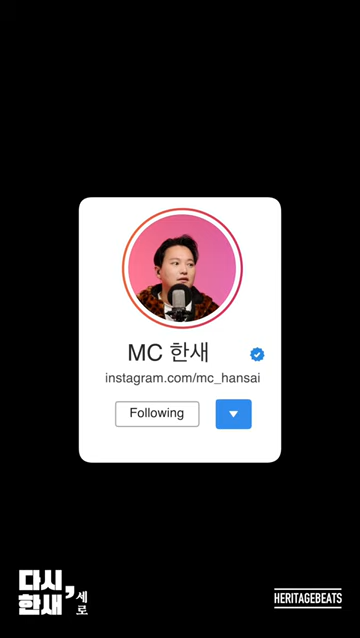 MC 한새
instagram.com/mc_hansai
Following
다시,
한새
세
로
HERITAGEBEATS